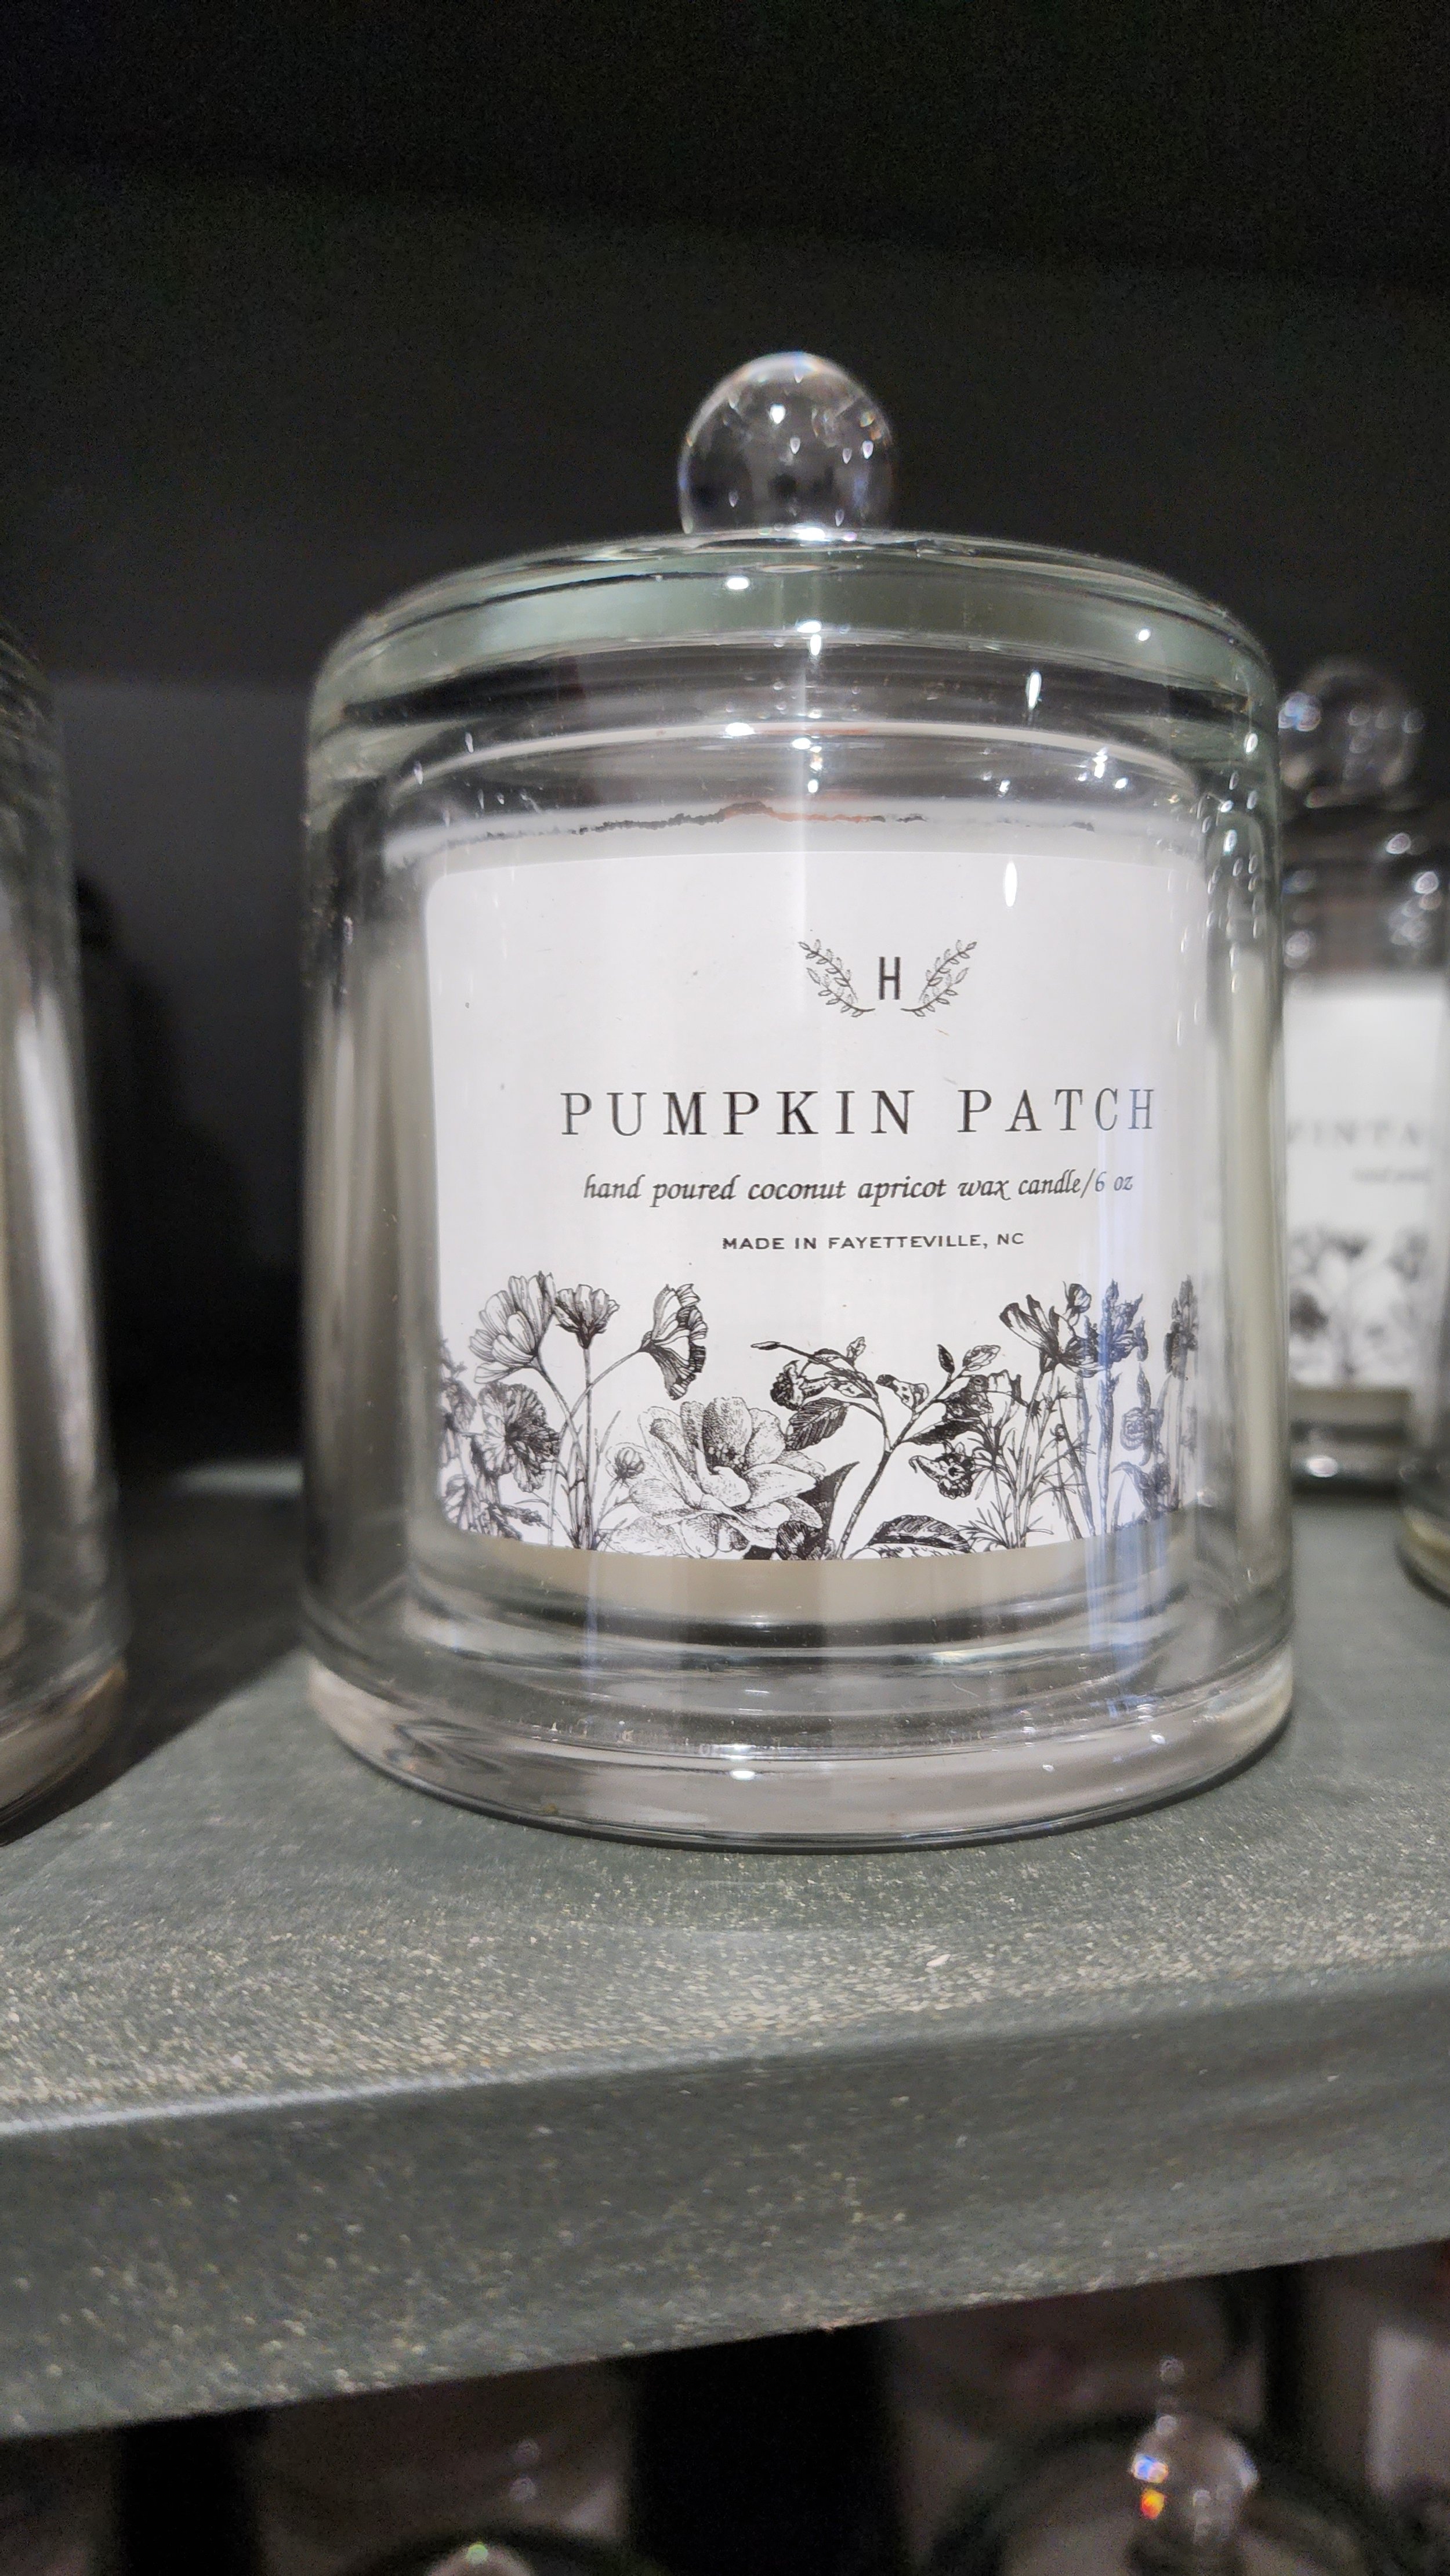 H
PUMPKIN PATCH
hand poured coconut apricot wax candle/6 oz
MADE IN FAYETTEVILLE, NC